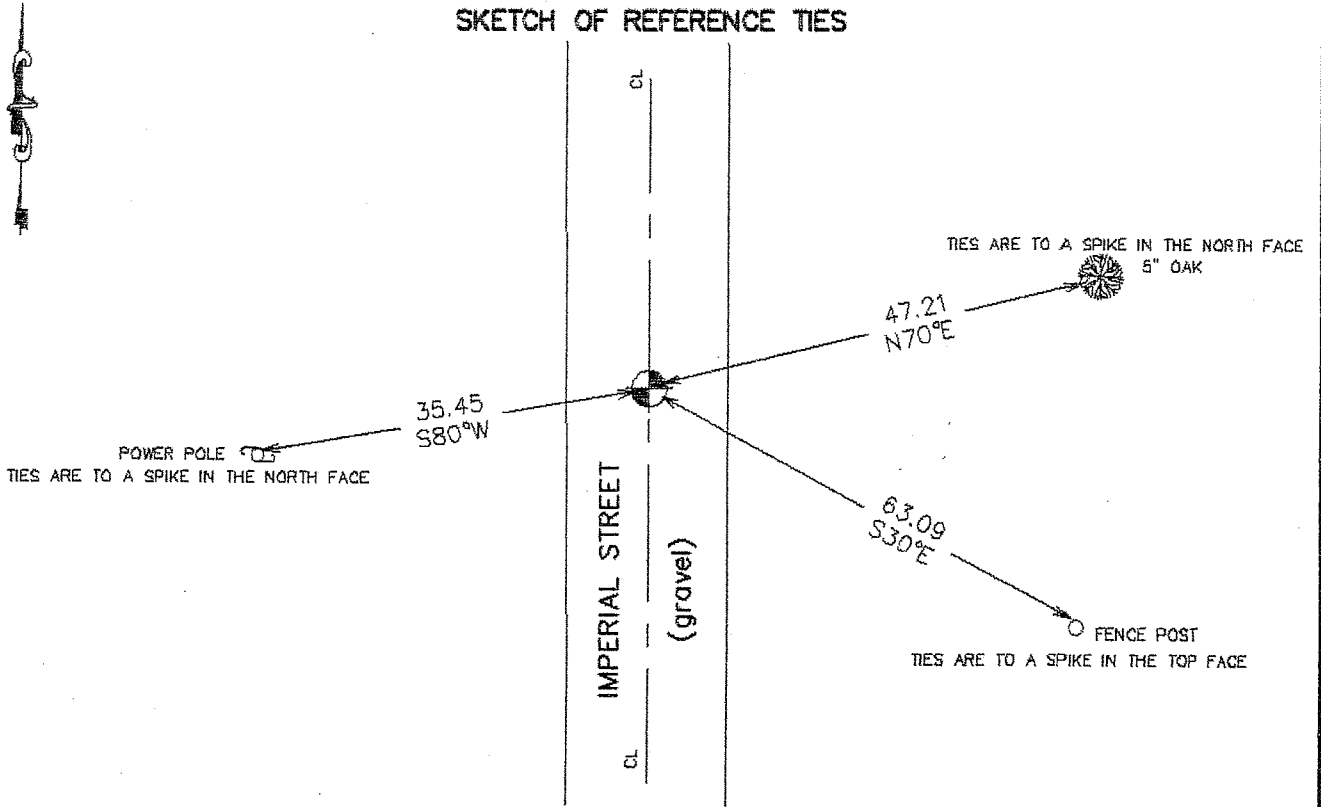 SKETCH OF REFERENCE TIES
CL
TIES ARE TO A SPIKE IN THE NORTH FACE
5" OAK
47.21
N70°E
35.45
S80°W
POWER POLE
TIES ARE TO A SPIKE IN THE NORTH FACE
IMPERIAL STREET
(gravel)
63.09
S30°E
FENCE POST
TIES ARE TO A SPIKE IN THE TOP FACE
CL